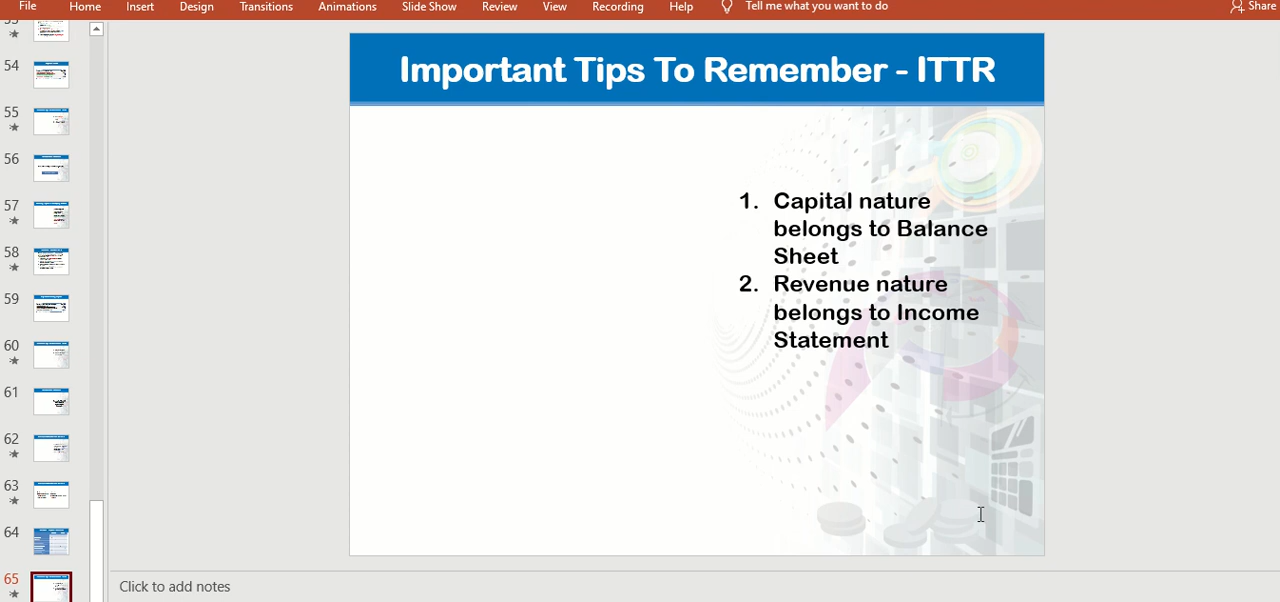 File Home Insert Design Transitions Animations Slide Show Review View Recording Help Tell me what you want to do Share
54
55
56
57
58
59
60
61
62
63
64
65
Important Tips To Remember - ITTR
1. Capital nature
belongs to Balance
Sheet
2. Revenue nature
belongs to Income
Statement
Click to add notes